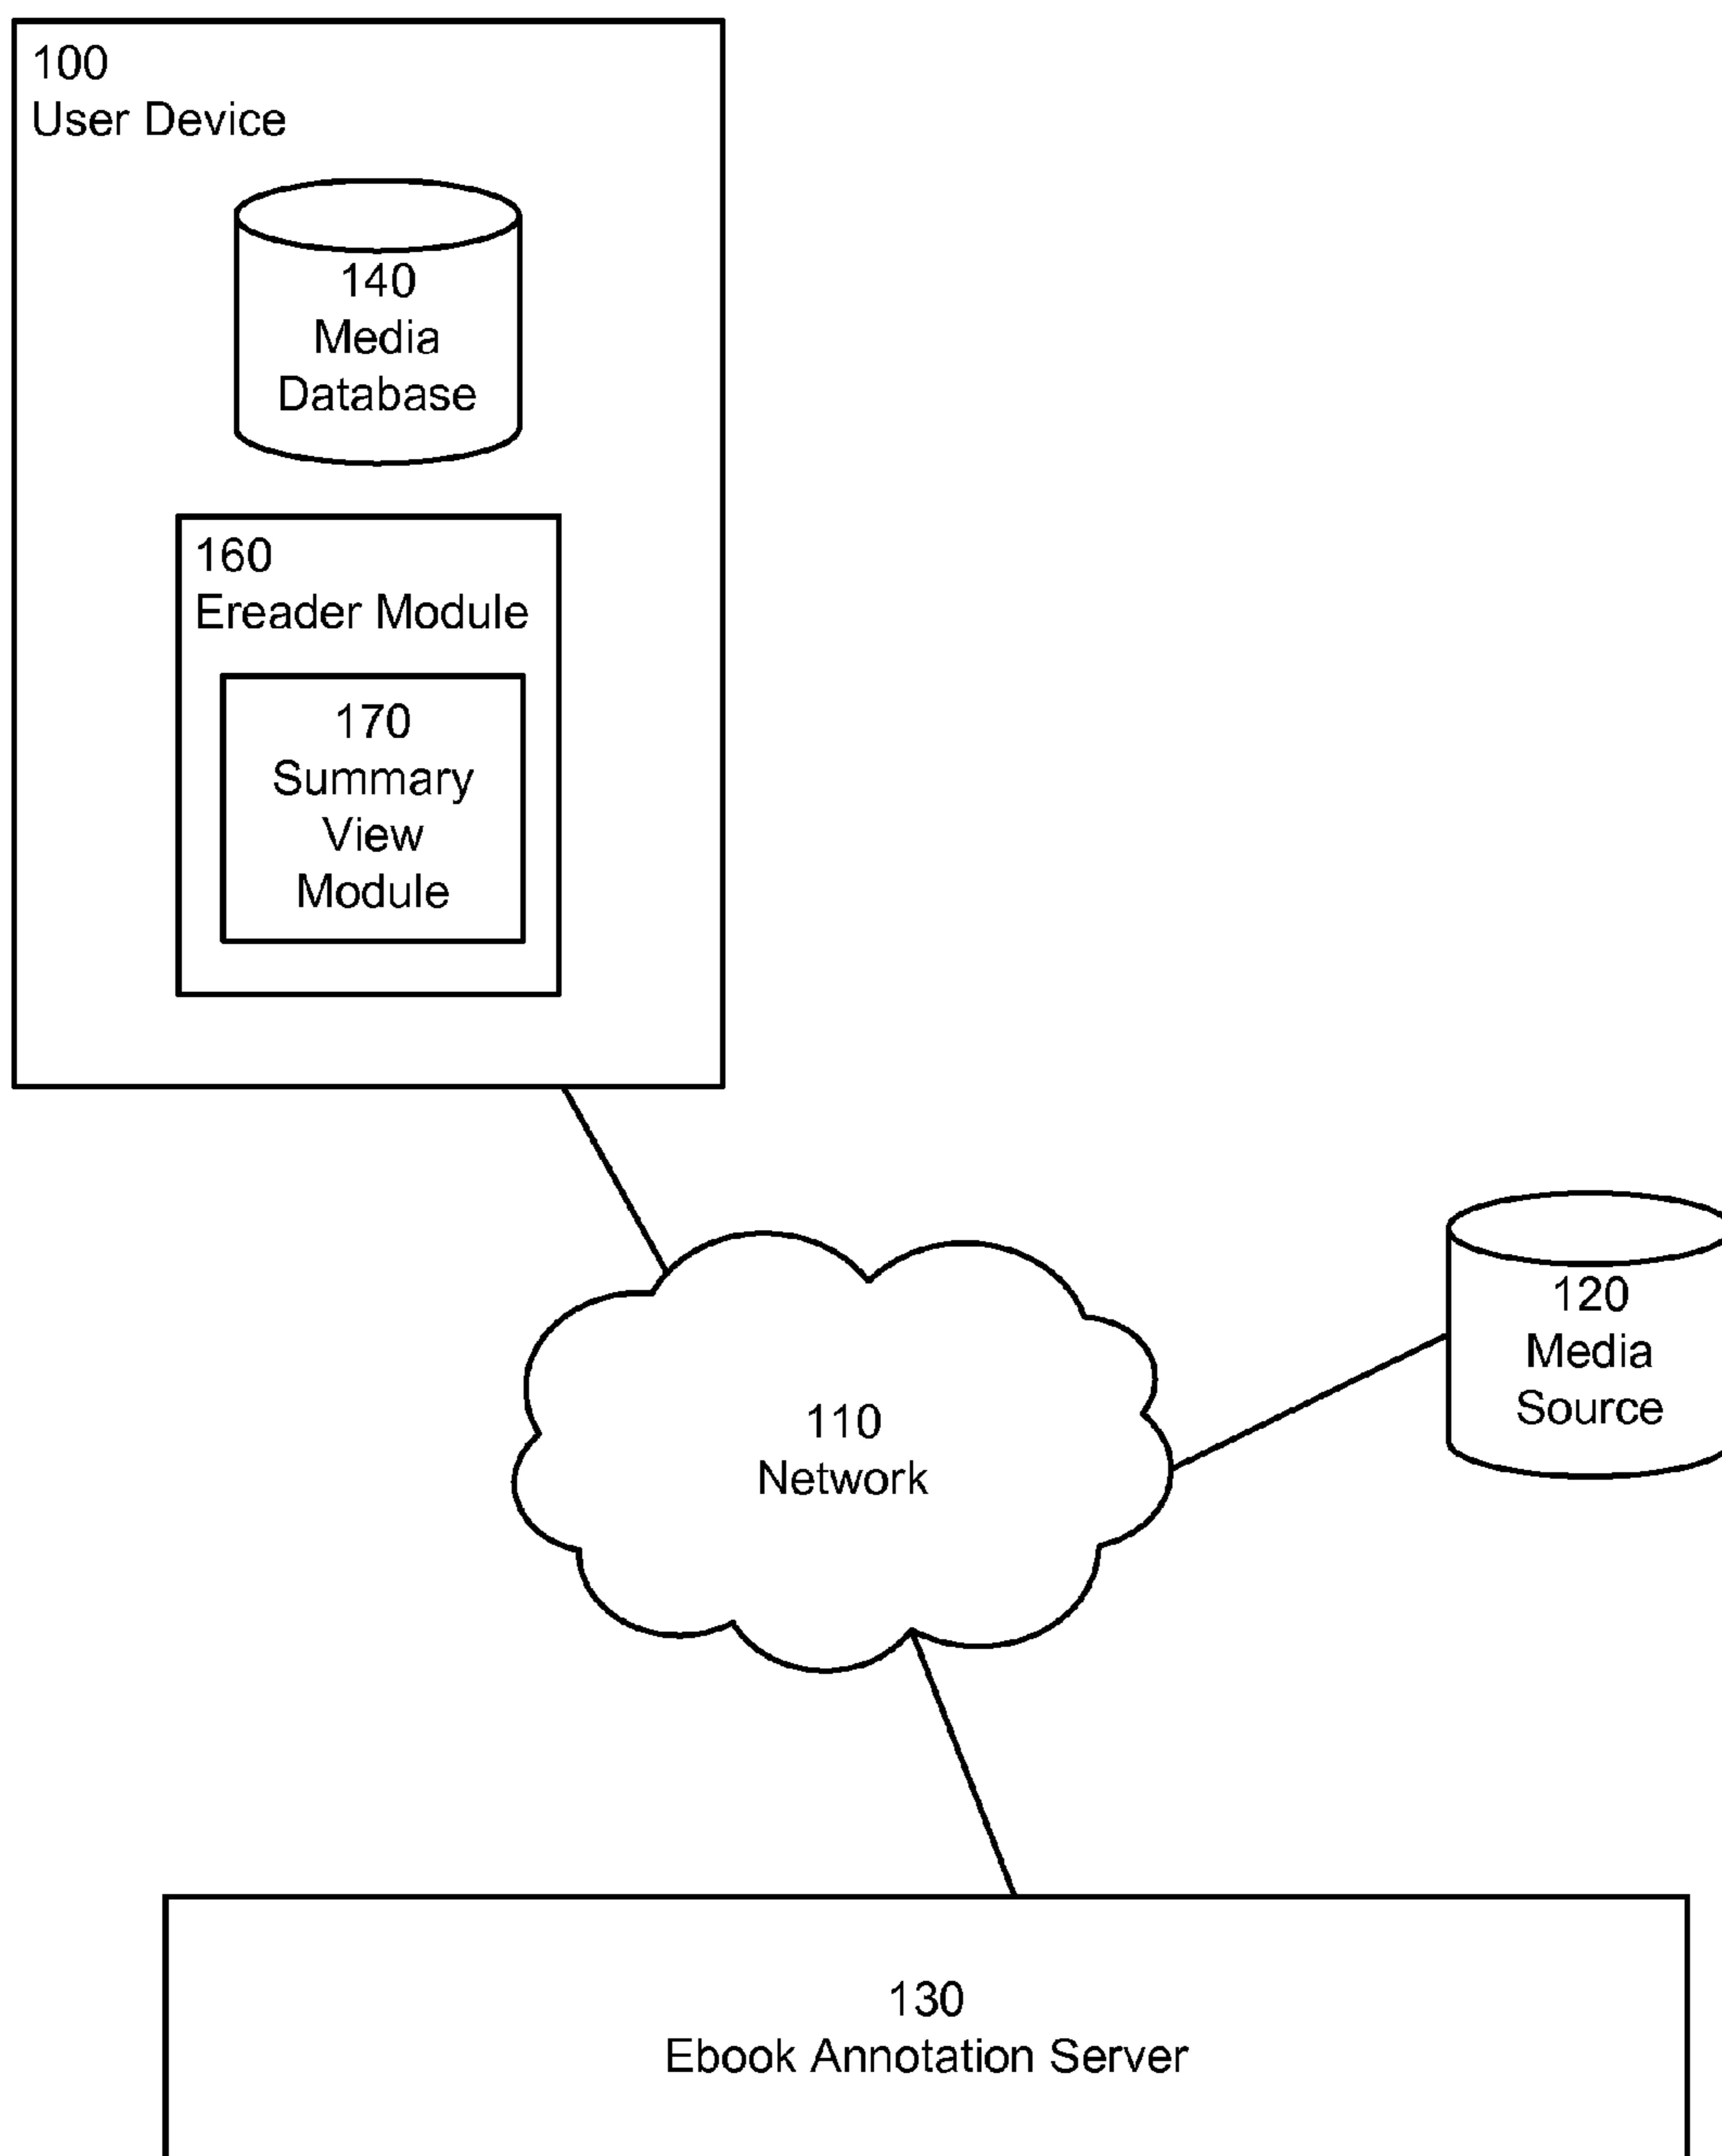 100
User Device
140
Media
Database
160
Ereader Module
170
Summary
View
Module
120
Media
Source
110
Network
130
Ebook Annotation Server